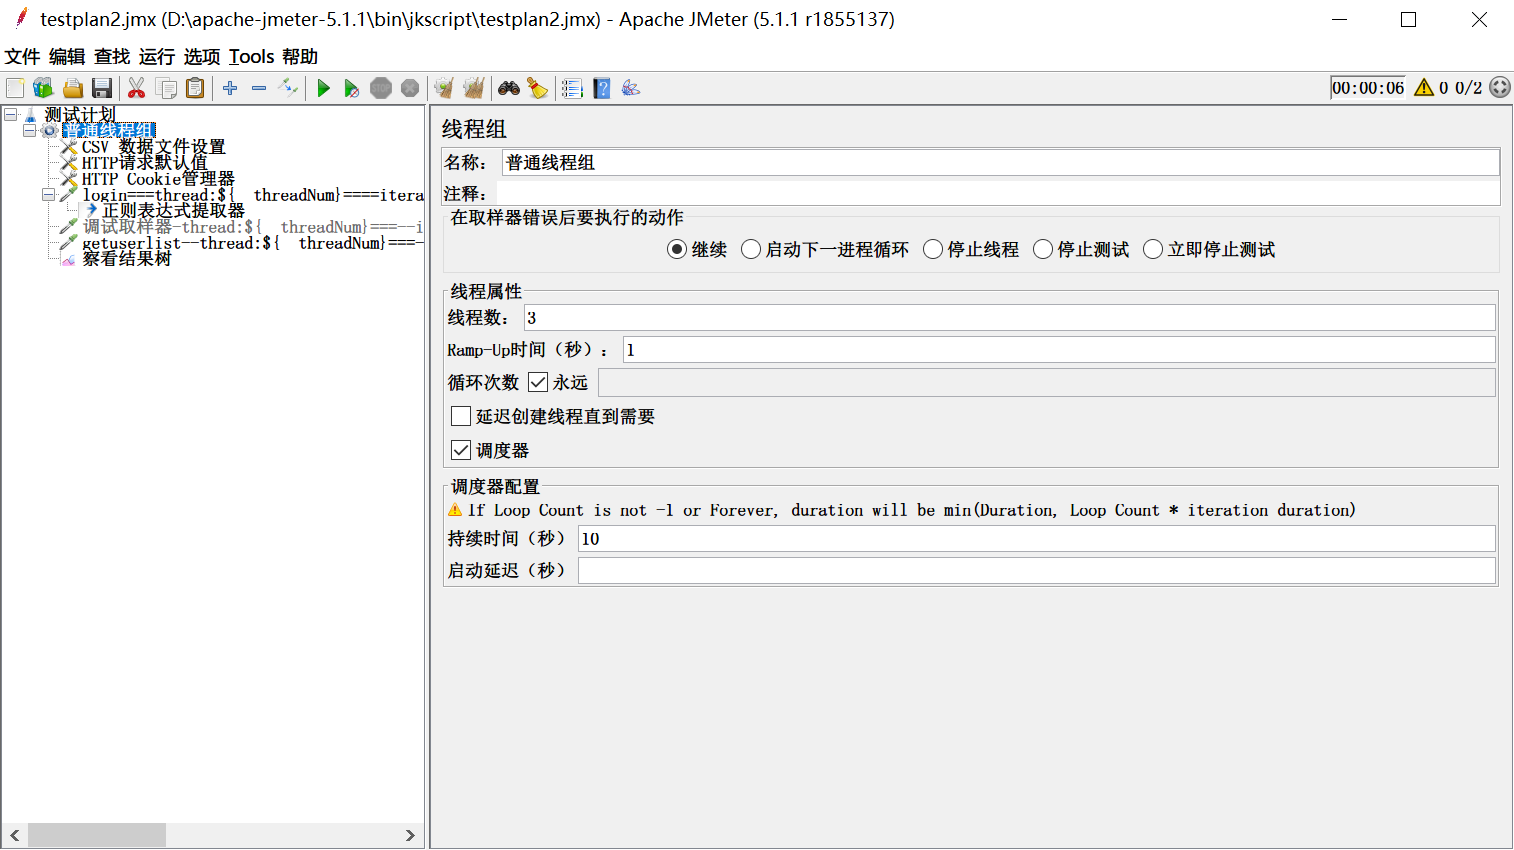 testplan2.jmx (D:\apache-jmeter-5.1.1\bin\jkscript\testplan2.jmx) - Apache JMeter (5.1.1 r1855137)
文件 编辑 查找 运行 选项 Tools 帮助
STOP
00:00:06 0 0/2
测试计划
普通线程组
CSV 数据文件设置
HTTP请求默认值
HTTP Cookie管理器
login===thread:${__threadNum}====itera
正则表达式提取器
调试取样器-thread:${__threadNum}===--i
getuserlist--thread:${__threadNum}===-
察看结果树
线程组
名称： 普通线程组
注释：
在取样器错误后要执行的动作
继续 启动下一进程循环 停止线程 停止测试 立即停止测试
线程属性
线程数： 3
Ramp-Up时间（秒）： 1
循环次数 永远
延迟创建线程直到需要
调度器
调度器配置
If Loop Count is not -1 or Forever, duration will be min(Duration, Loop Count * iteration duration)
持续时间（秒） 10
启动延迟（秒）